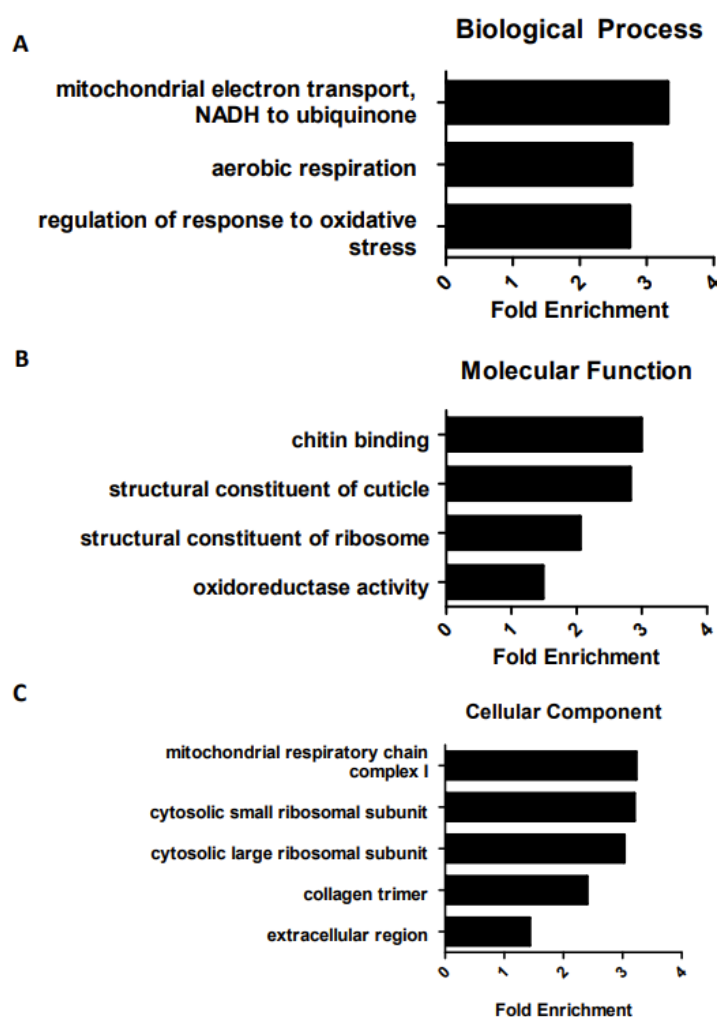 A
Biological Process
mitochondrial electron transport,
NADH to ubiquinone
aerobic respiration
regulation of response to oxidative
stress
0 1 2 3 4
Fold Enrichment
B
Molecular Function
chitin binding
structural constituent of cuticle
structural constituent of ribosome
oxidoreductase activity
0 1 2 3 4
Fold Enrichment
C
Cellular Component
mitochondrial respiratory chain
complex I
cytosolic small ribosomal subunit
cytosolic large ribosomal subunit
collagen trimer
extracellular region
0 1 2 3 4
Fold Enrichment